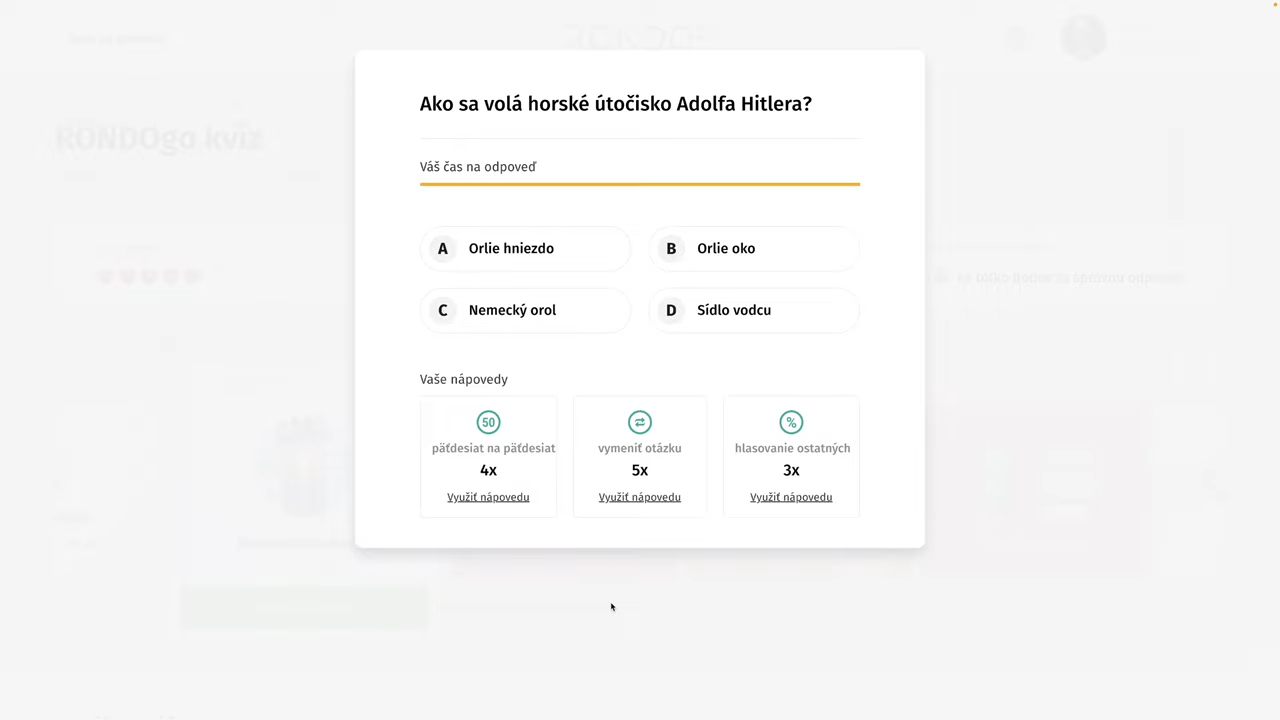 RONDOgo kvíz
Ako sa volá horské útočisko Adolfa Hitlera?
Váš čas na odpoveď
A Orlie hniezdo
B Orlie oko
C Nemecký orol
D Sídlo vodcu
Vaše nápovedy
50
päťdesiat na päťdesiat
4x
Využiť nápovedu
vymeniť otázku
5x
Využiť nápovedu
%
hlasovanie ostatných
3x
Využiť nápovedu